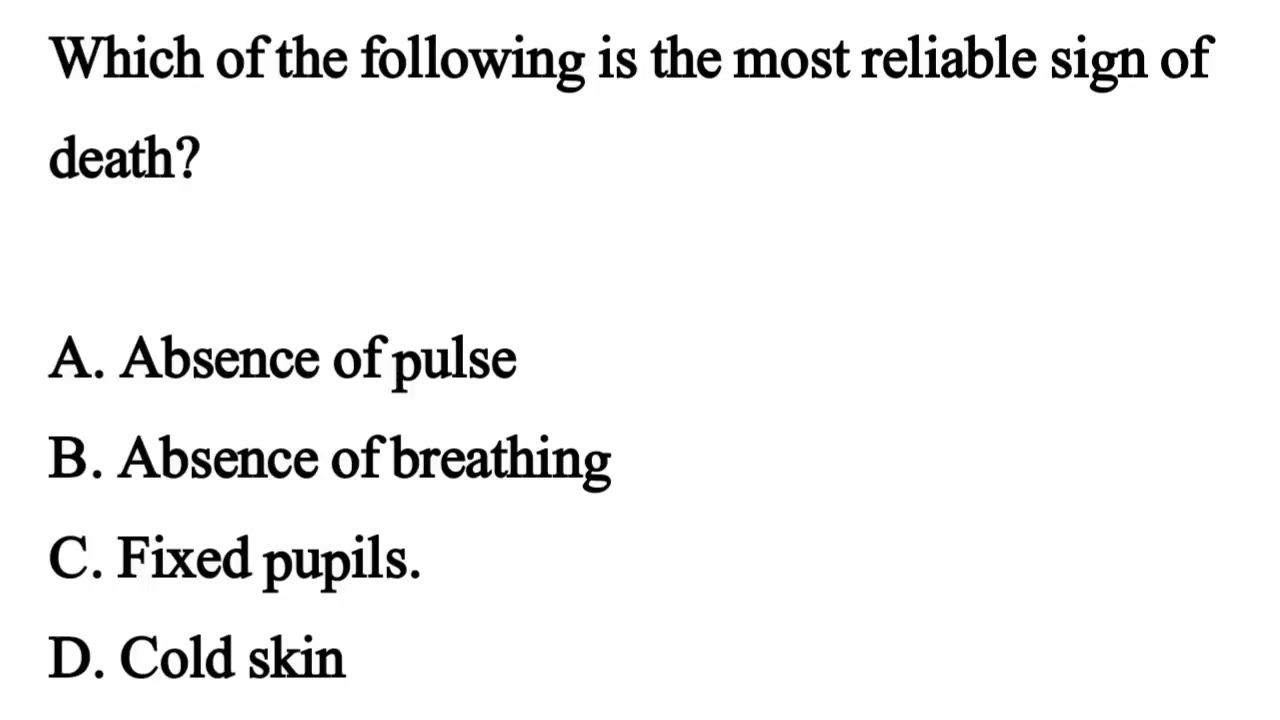 Which of the following is the most reliable sign of
death?
A. Absence of pulse
B. Absence of breathing
C. Fixed pupils.
D. Cold skin